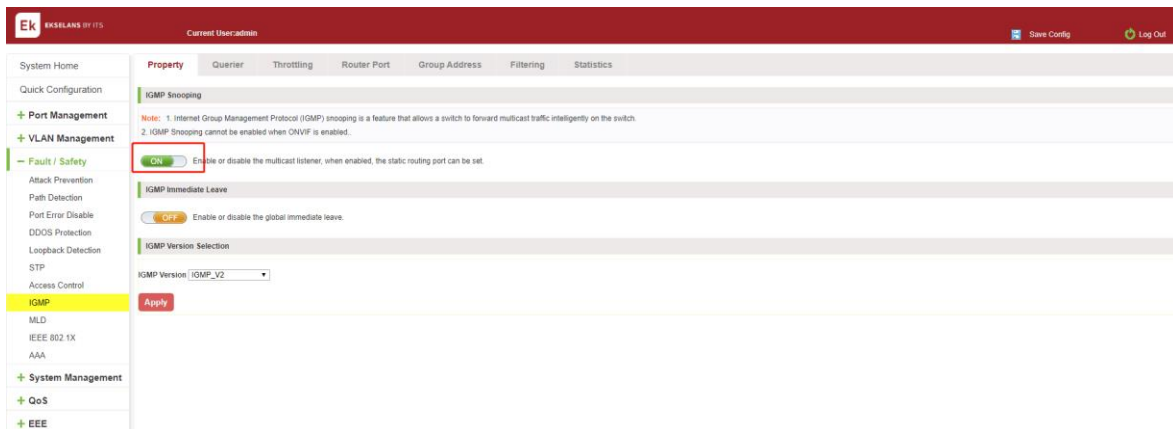 Ek EKSELANS BY ITS
Current User:admin
Save Config
Log Out
System Home
Quick Configuration
Port Management
VLAN Management
Fault / Safety
Attack Prevention
Path Detection
Port Error Disable
DDOS Protection
Loopback Detection
STP
Access Control
IGMP
MLD
IEEE 802.1X
AAA
System Management
QoS
EEE
Property Querier Throttling Router Port Group Address Filtering Statistics
IGMP Snooping
Note: 1. Internet Group Management Protocol (IGMP) snooping is a feature that allows a switch to forward multicast traffic intelligently on the switch.
2. IGMP Snooping cannot be enabled when ONVIF is enabled..
ON Enable or disable the multicast listener, when enabled, the static routing port can be set.
IGMP Immediate Leave
OFF Enable or disable the global immediate leave.
IGMP Version Selection
IGMP Version IGMP_V2
Apply